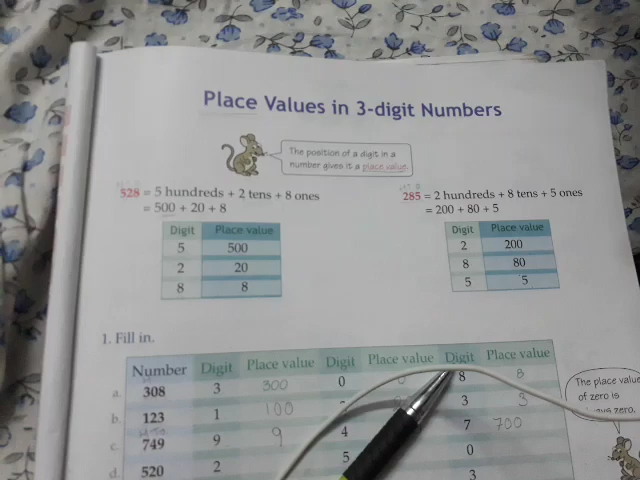 Place Values in 3-digit Numbers
The position of a digit in a
number gives it a place value.
528 = 5 hundreds + 2 tens + 8 ones
= 500 + 20 + 8
285 = 2 hundreds + 8 tens + 5 ones
= 200 + 80 + 5
Digit Place value
5 500
2 20
8 8
Digit Place value
2 200
8 80
5 5
1. Fill in.
Number Digit Place value Digit Place value Digit Place value
a. 308 3 300 0 8 8
b. 123 1 100 3 3
c. 749 9 9 4 7 700
d. 520 2 5 0
3
The place value
of zero is
zero.